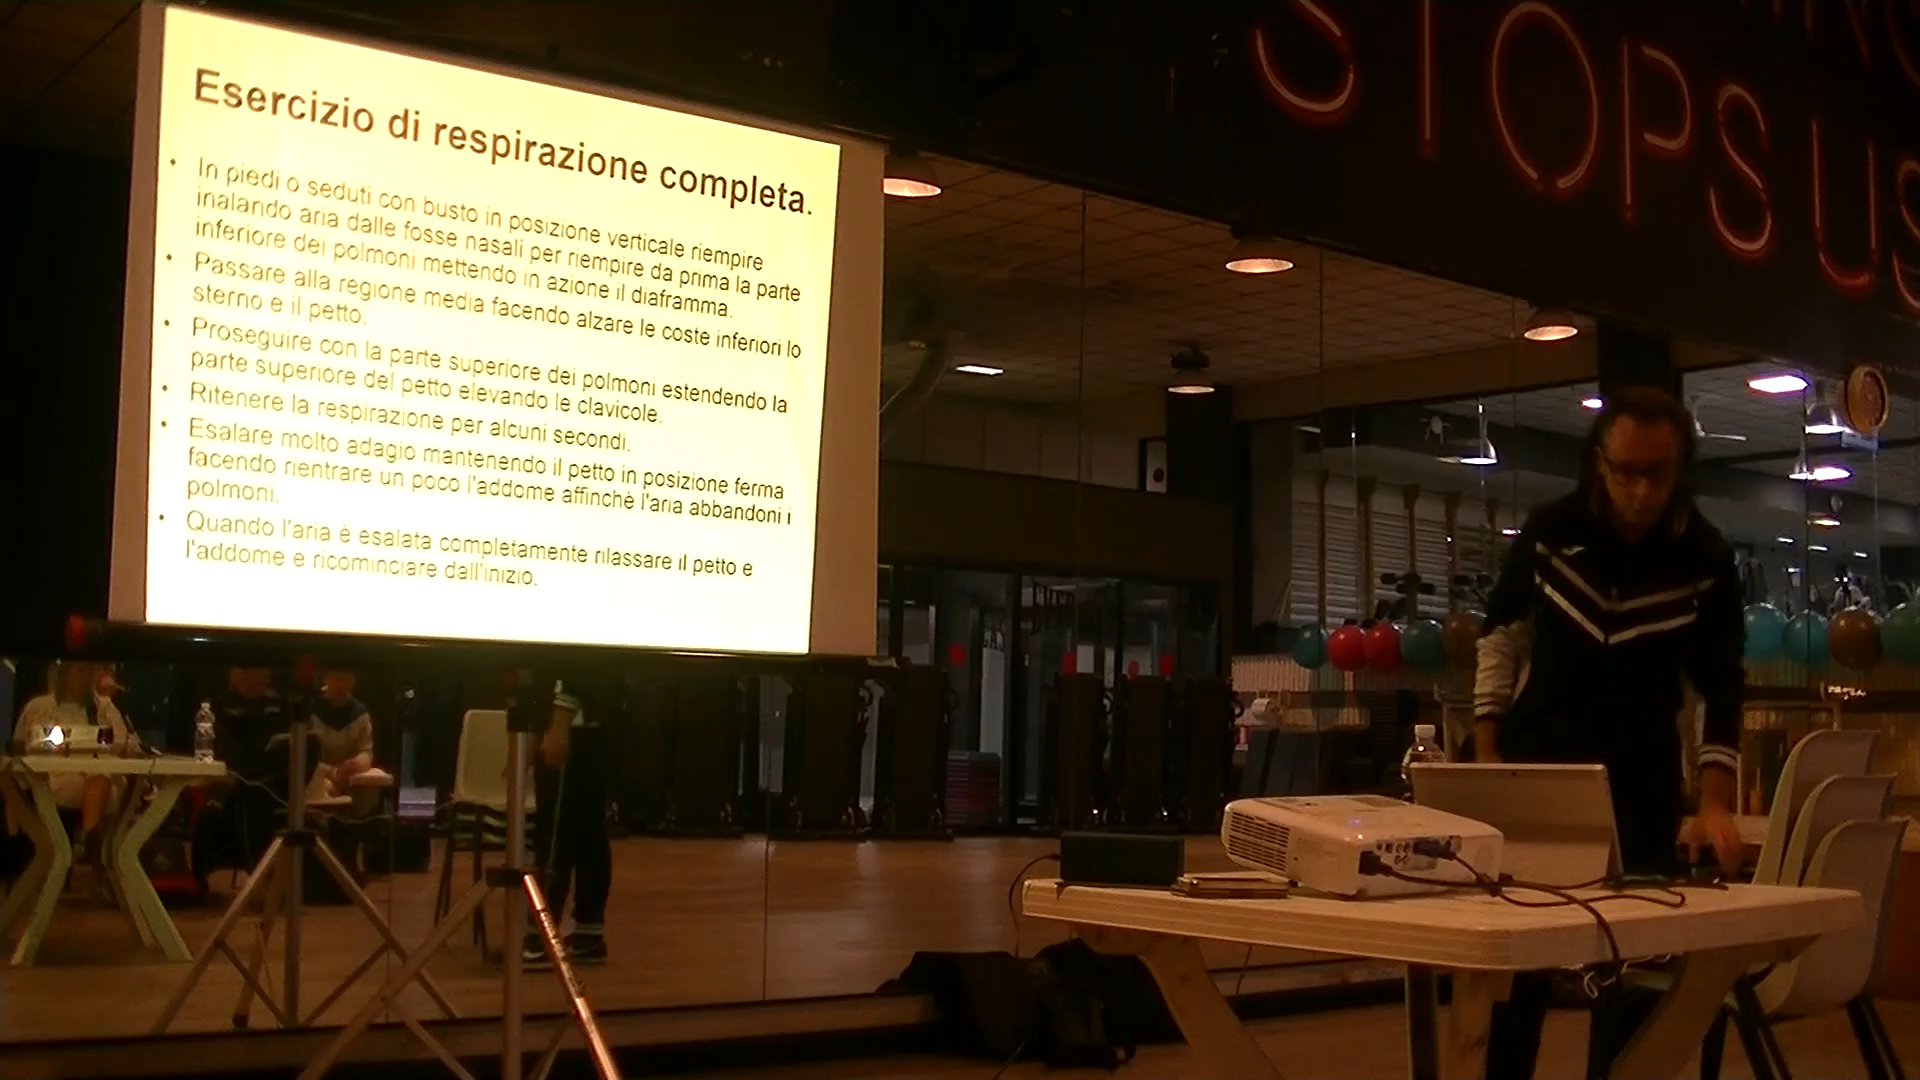 Esercizio di respirazione completa.
• In piedi o seduti con busto in posizione verticale riempire
inalando aria dalle fosse nasali per riempire da prima la parte
inferiore dei polmoni mettendo in azione il diaframma.
• Passare alla regione media facendo alzare le coste inferiori lo
sterno e il petto.
• Proseguire con la parte superiore dei polmoni estendendo la
parte superiore del petto elevando le clavicole.
• Ritenere la respirazione per alcuni secondi.
• Esalare molto adagio mantenendo il petto in posizione ferma
facendo rientrare un poco l'addome affinchè l'aria abbandoni i
polmoni.
• Quando l'aria è esalata completamente rilassare il petto e
l'addome e ricominciare dall'inizio.
STOPS US